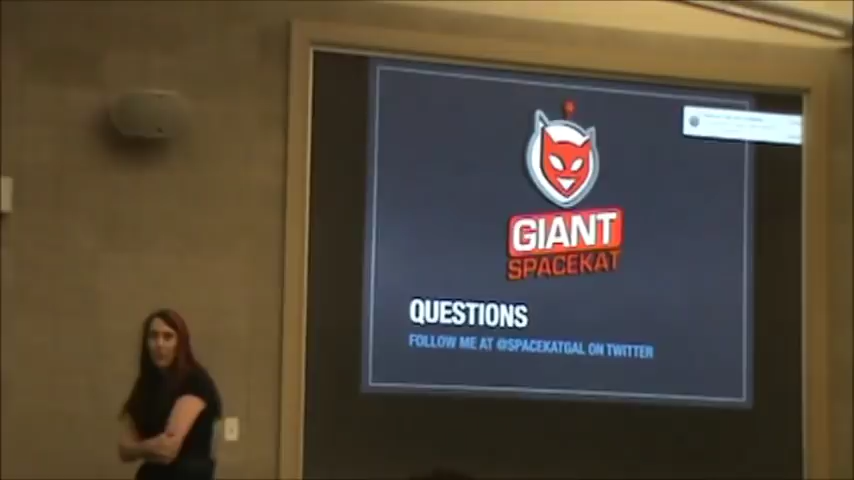 GIANT
SPACEKAT
QUESTIONS
FOLLOW ME AT @SPACEKATGAL ON TWITTER